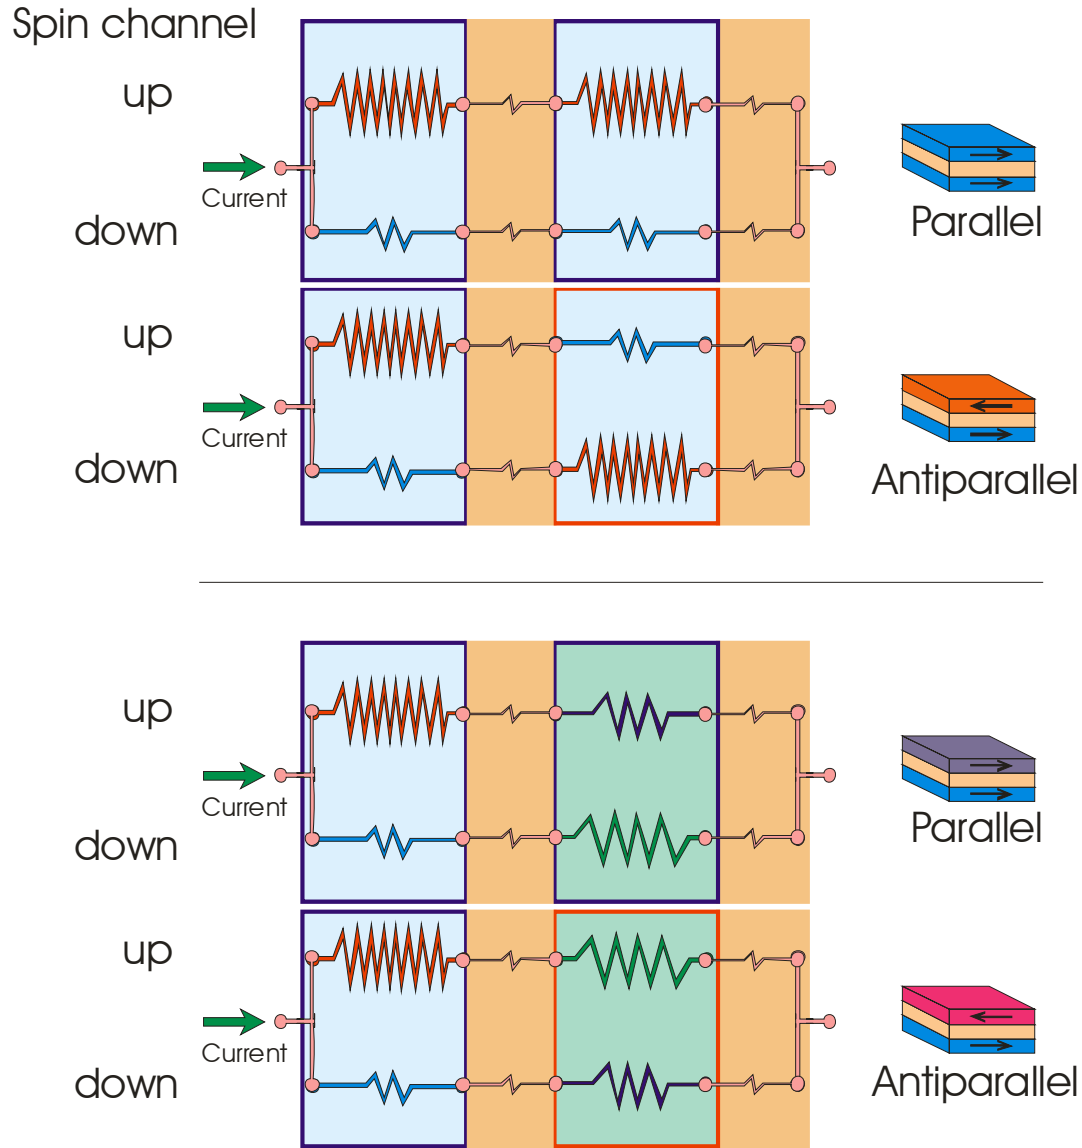 Spin channel
up
Current
down
Parallel
up
Current
down
Antiparallel
up
Current
down
Parallel
up
Current
down
Antiparallel